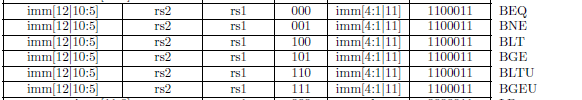 imm[12|10:5] rs2 rs1 000 imm[4:1|11] 1100011 BEQ
imm[12|10:5] rs2 rs1 001 imm[4:1|11] 1100011 BNE
imm[12|10:5] rs2 rs1 100 imm[4:1|11] 1100011 BLT
imm[12|10:5] rs2 rs1 101 imm[4:1|11] 1100011 BGE
imm[12|10:5] rs2 rs1 110 imm[4:1|11] 1100011 BLTU
imm[12|10:5] rs2 rs1 111 imm[4:1|11] 1100011 BGEU